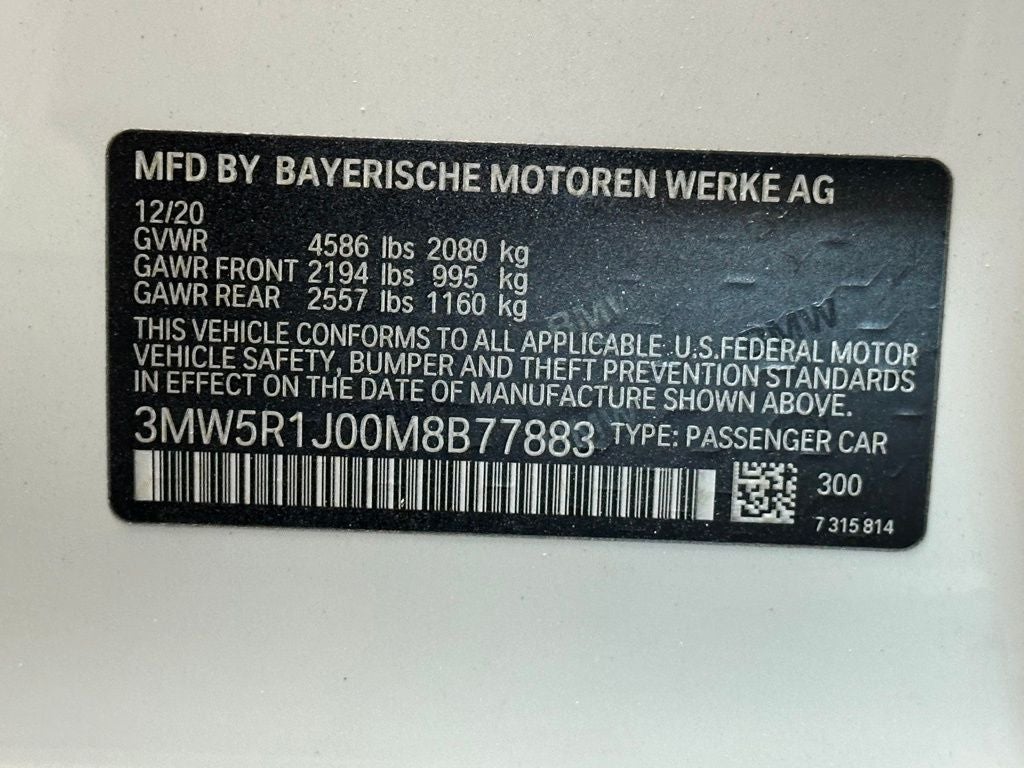 MFD BY BAYERISCHE MOTOREN WERKE AG
12/20
GVWR 4586 lbs 2080 kg
GAWR FRONT 2194 lbs 995 kg
GAWR REAR 2557 lbs 1160 kg
THIS VEHICLE CONFORMS TO ALL APPLICABLE U.S.FEDERAL MOTOR
VEHICLE SAFETY, BUMPER AND THEFT PREVENTION STANDARDS
IN EFFECT ON THE DATE OF MANUFACTURE SHOWN ABOVE.
3MW5R1J00M8B77883 TYPE: PASSENGER CAR
300
7 315 814
BMW